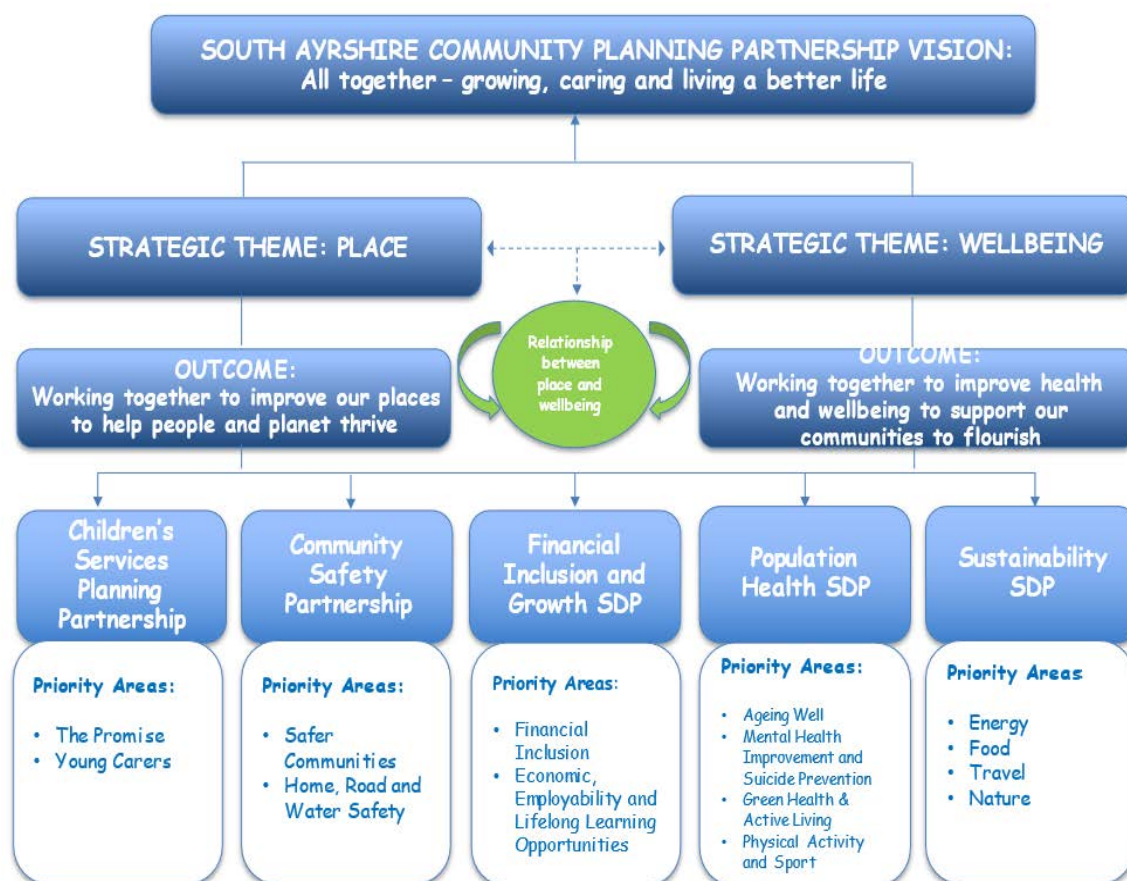 SOUTH AYRSHIRE COMMUNITY PLANNING PARTNERSHIP VISION:
All together – growing, caring and living a better life
STRATEGIC THEME: PLACE
STRATEGIC THEME: WELLBEING
Relationship
between
place and
wellbeing
OUTCOME:
Working together to improve our places
to help people and planet thrive
OUTCOME:
Working together to improve health
and wellbeing to support our
communities to flourish
Children's
Services
Planning
Partnership
Priority Areas:
• The Promise
• Young Carers
Community
Safety
Partnership
Priority Areas:
• Safer
Communities
• Home, Road and
Water Safety
Financial
Inclusion and
Growth SDP
Priority Areas:
• Financial
Inclusion
• Economic,
Employability and
Lifelong Learning
Opportunities
Population
Health SDP
Priority Areas:
• Ageing Well
• Mental Health
Improvement and
Suicide Prevention
• Green Health &
Active Living
• Physical Activity
and Sport
Sustainability
SDP
Priority Areas
• Energy
• Food
• Travel
• Nature